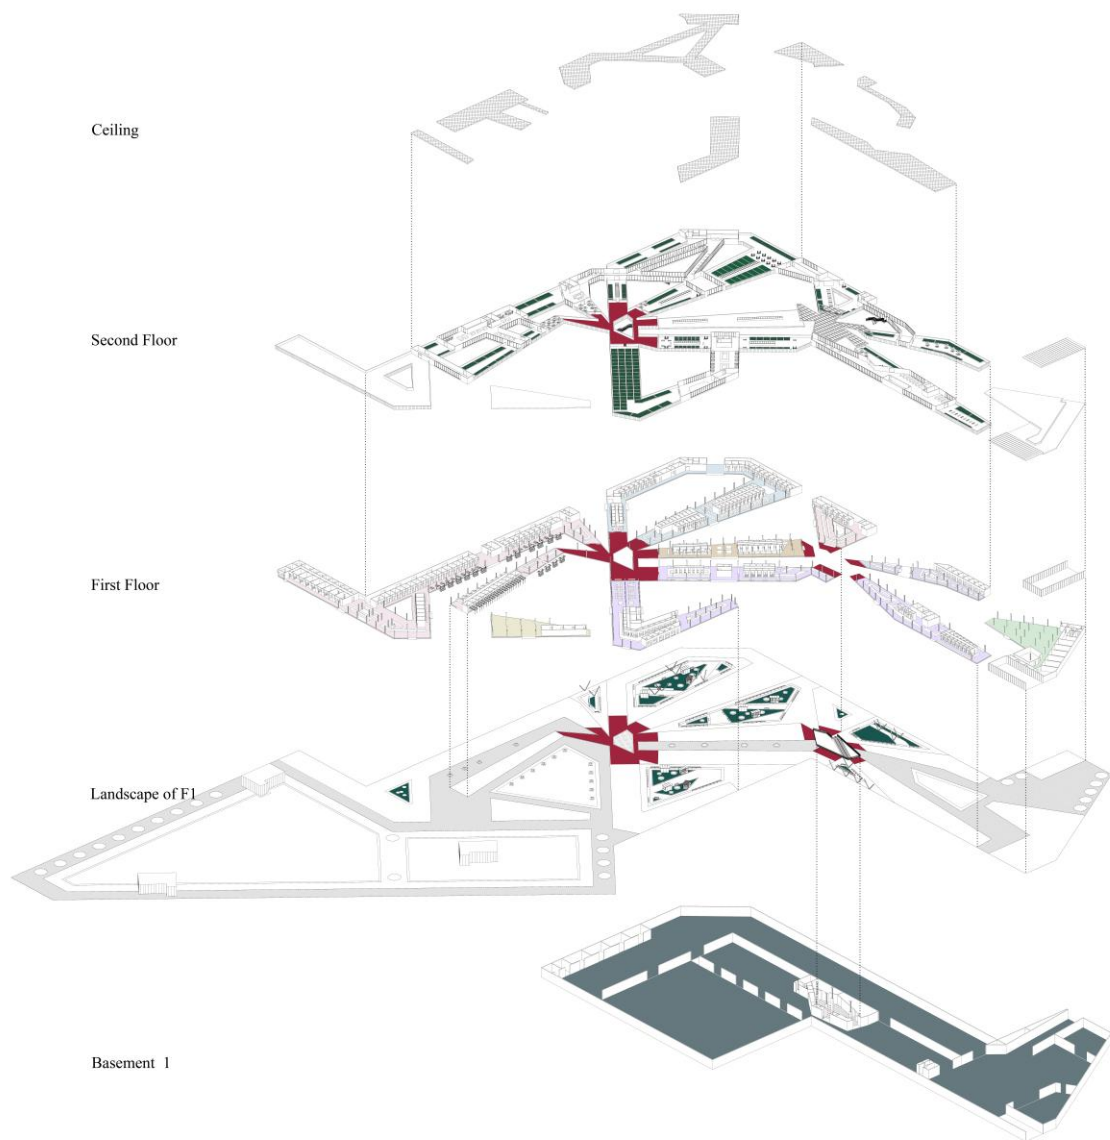 Ceiling
Second Floor
First Floor
Landscape of F1
Basement 1